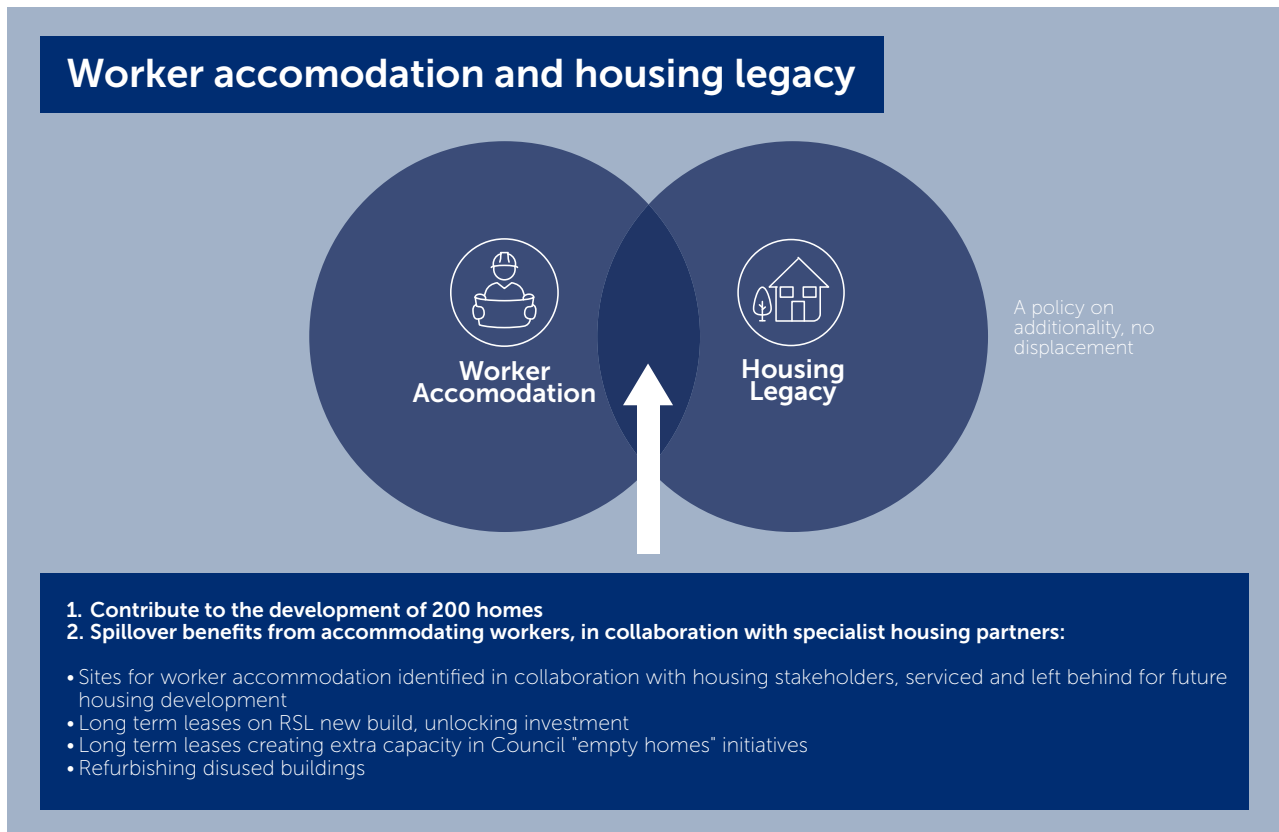 Worker accomodation and housing legacy
Worker
Accomodation
Housing
Legacy
A policy on
additionality, no
displacement
1. Contribute to the development of 200 homes
2. Spillover benefits from accommodating workers, in collaboration with specialist housing partners:
• Sites for worker accommodation identified in collaboration with housing stakeholders, serviced and left behind for future
housing development
• Long term leases on RSL new build, unlocking investment
• Long term leases creating extra capacity in Council "empty homes" initiatives
• Refurbishing disused buildings